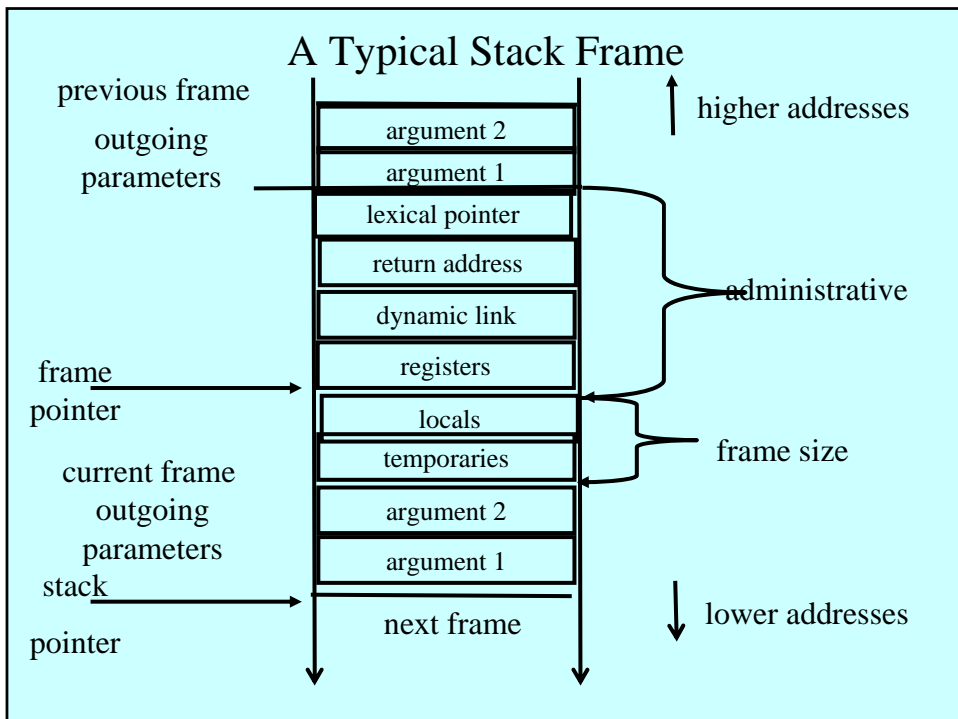 A Typical Stack Frame
previous frame
outgoing
parameters
higher addresses
argument 2
argument 1
lexical pointer
return address
administrative
dynamic link
registers
frame
pointer
locals
frame size
temporaries
current frame
outgoing
parameters
argument 2
argument 1
stack
pointer
next frame
lower addresses